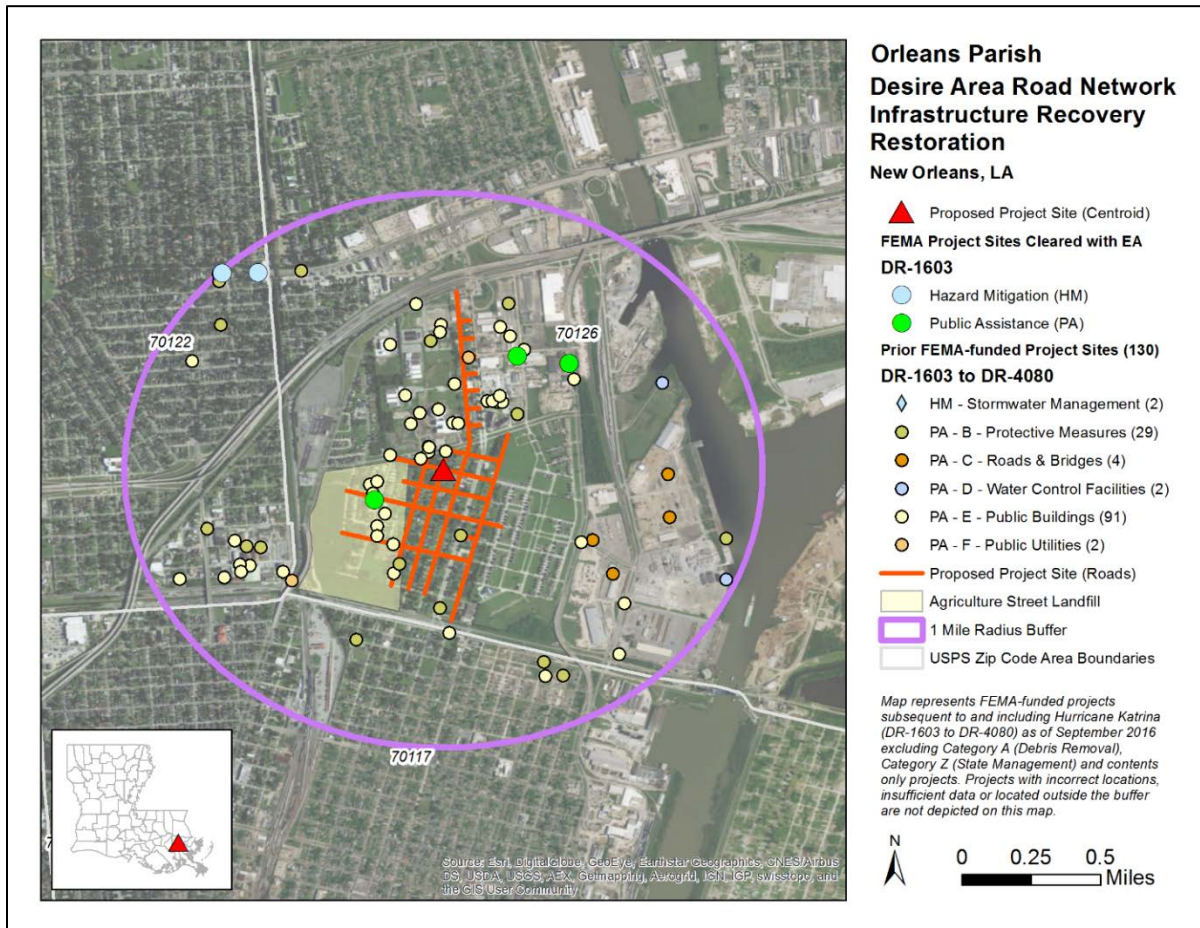 Orleans Parish
Desire Area Road Network
Infrastructure Recovery
Restoration
New Orleans, LA
Proposed Project Site (Centroid)
FEMA Project Sites Cleared with EA
DR-1603
Hazard Mitigation (HM)
Public Assistance (PA)
Prior FEMA-funded Project Sites (130)
DR-1603 to DR-4080
HM - Stormwater Management (2)
PA - B - Protective Measures (29)
PA - C - Roads & Bridges (4)
PA - D - Water Control Facilities (2)
PA - E - Public Buildings (91)
PA - F - Public Utilities (2)
Proposed Project Site (Roads)
Agriculture Street Landfill
1 Mile Radius Buffer
USPS Zip Code Area Boundaries
Map represents FEMA-funded projects
subsequent to and including Hurricane Katrina
(DR-1603 to DR-4080) as of September 2016
excluding Category A (Debris Removal),
Category Z (State Management) and contents
only projects. Projects with incorrect locations,
insufficient data or located outside the buffer
are not depicted on this map.
N
0 0.25 0.5
Miles
70122
70126
70117
Source: Esri, DigitalGlobe, GeoEye, Earthstar Geographics, CNES/Airbus
DS, USDA, USGS, AEX, Getmapping, Aerogrid, IGN, IGP, swisstopo, and
the GIS User Community